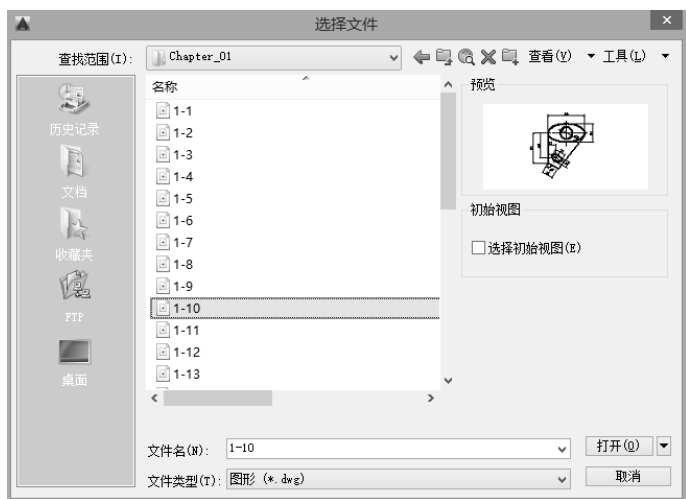 选择文件
查找范围(I): Chapter_01 查看(V) 工具(L)
名称
1-1
1-2
1-3
1-4
1-5
1-6
1-7
1-8
1-9
1-10
1-11
1-12
1-13
历史记录
文档
收藏夹
FTP
桌面
预览
初始视图
选择初始视图(E)
文件名(N): 1-10 打开(O)
文件类型(T): 图形 (*.dwg) 取消